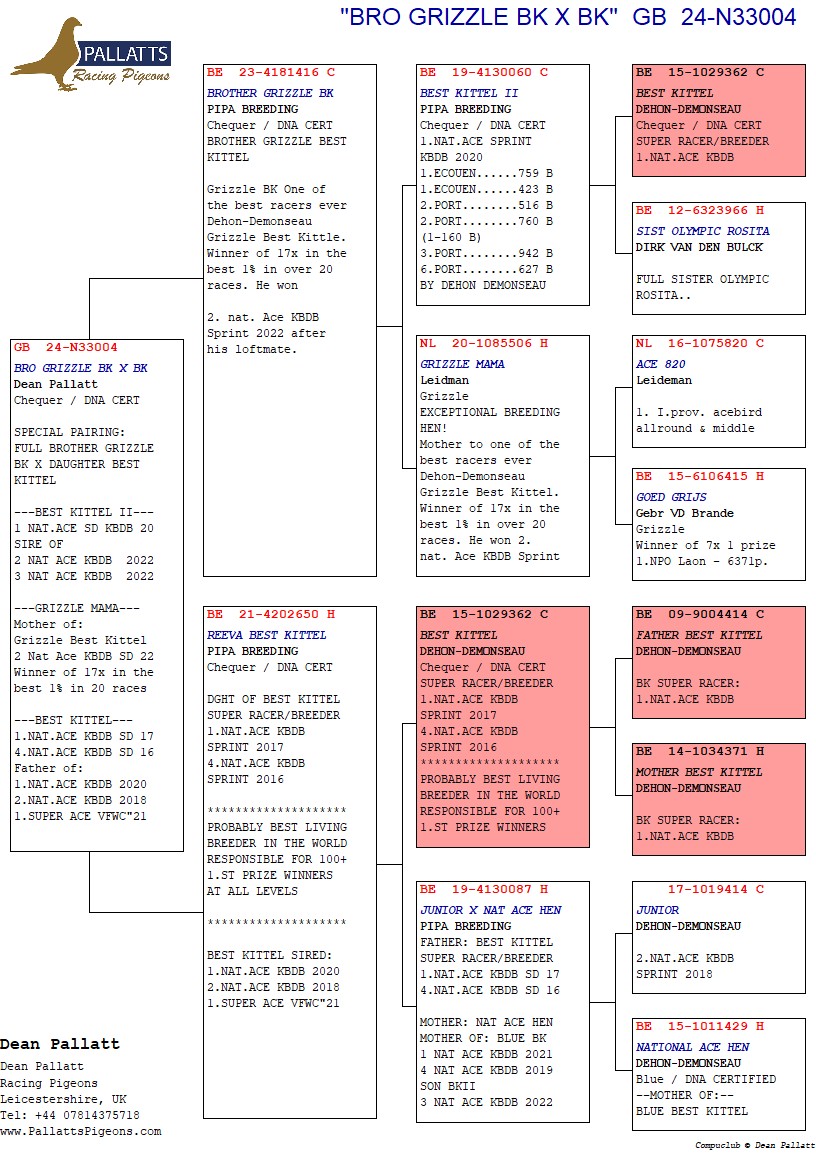 "BRO GRIZZLE BK X BK"  GB  24-N33004
PALLATTS
Racing Pigeons
GB  24-N33004
BRO GRIZZLE BK X BK
Dean Pallatt
Chequer / DNA CERT
SPECIAL PAIRING:
FULL BROTHER GRIZZLE
BK X DAUGHTER BEST
KITTEL
---BEST KITTEL II---
1 NAT.ACE SD KBDB 20
SIRE OF
2 NAT ACE KBDB  2022
3 NAT ACE KBDB  2022
---GRIZZLE MAMA---
Mother of:
Grizzle Best Kittel
2 Nat Ace KBDB SD 22
Winner of 17x in the
best 1% in 20 races
---BEST KITTEL---
1.NAT.ACE KBDB SD 17
4.NAT.ACE KBDB SD 16
Father of:
1.NAT.ACE KBDB 2020
2.NAT.ACE KBDB 2018
1.SUPER ACE VFWC"21
BE  23-4181416 C
BROTHER GRIZZLE BK
PIPA BREEDING
Chequer / DNA CERT
BROTHER GRIZZLE BEST
KITTEL
Grizzle BK One of
the best racers ever
Dehon-Demonseau
Grizzle Best Kittle.
Winner of 17x in the
best 1% in over 20
races. He won
2. nat. Ace KBDB
Sprint 2022 after
his loftmate.
BE  21-4202650 H
REEVA BEST KITTEL
PIPA BREEDING
Chequer / DNA CERT
DGHT OF BEST KITTEL
SUPER RACER/BREEDER
1.NAT.ACE KBDB
SPRINT 2017
4.NAT.ACE KBDB
SPRINT 2016
********************
PROBABLY BEST LIVING
BREEDER IN THE WORLD
RESPONSIBLE FOR 100+
1.ST PRIZE WINNERS
AT ALL LEVELS
********************
BEST KITTEL SIRED:
1.NAT.ACE KBDB 2020
2.NAT.ACE KBDB 2018
1.SUPER ACE VFWC"21
BE  19-4130060 C
BEST KITTEL II
PIPA BREEDING
Chequer / DNA CERT
1.NAT.ACE SPRINT
KBDB 2020
1.ECOUEN......759 B
1.ECOUEN......423 B
2.PORT........516 B
2.PORT........760 B
(1-160 B)
3.PORT........942 B
6.PORT........627 B
BY DEHON DEMONSEAU
NL  20-1085506 H
GRIZZLE MAMA
Leidman
Grizzle
EXCEPTIONAL BREEDING
HEN!
Mother to one of the
best racers ever
Dehon-Demonseau
Grizzle Best Kittel.
Winner of 17x in the
best 1% in over 20
races. He won 2.
nat. Ace KBDB Sprint
BE  15-1029362 C
BEST KITTEL
DEHON-DEMONSEAU
Chequer / DNA CERT
SUPER RACER/BREEDER
1.NAT.ACE KBDB
SPRINT 2017
4.NAT.ACE KBDB
SPRINT 2016
********************
PROBABLY BEST LIVING
BREEDER IN THE WORLD
RESPONSIBLE FOR 100+
1.ST PRIZE WINNERS
BE  19-4130087 H
JUNIOR X NAT ACE HEN
PIPA BREEDING
FATHER: BEST KITTEL
SUPER RACER/BREEDER
1.NAT.ACE KBDB SD 17
4.NAT.ACE KBDB SD 16
MOTHER: NAT ACE HEN
MOTHER OF: BLUE BK
1 NAT ACE KBDB 2021
4 NAT ACE KBDB 2019
SON BKII
3 NAT ACE KBDB 2022
BE  15-1029362 C
BEST KITTEL
DEHON-DEMONSEAU
Chequer / DNA CERT
SUPER RACER/BREEDER
1.NAT.ACE KBDB
BE  12-6323966 H
SIST OLYMPIC ROSITA
DIRK VAN DEN BULCK
FULL SISTER OLYMPIC
ROSITA..
NL  16-1075820 C
ACE 820
Leideman
1. I.prov. acebird
allround & middle
BE  15-6106415 H
GOED GRIJS
Gebr VD Brande
Grizzle
Winner of 7x 1 prize
1.NPO Laon - 6371p.
BE  09-9004414 C
FATHER BEST KITTEL
DEHON-DEMONSEAU
BK SUPER RACER:
1.NAT.ACE KBDB
BE  14-1034371 H
MOTHER BEST KITTEL
DEHON-DEMONSEAU
BK SUPER RACER:
1.NAT.ACE KBDB
17-1019414 C
JUNIOR
DEHON-DEMONSEAU
2.NAT.ACE KBDB
SPRINT 2018
BE  15-1011429 H
NATIONAL ACE HEN
DEHON-DEMONSEAU
Blue / DNA CERTIFIED
--MOTHER OF:--
BLUE BEST KITTEL
Dean Pallatt
Dean Pallatt
Racing Pigeons
Leicestershire, UK
Tel: +44 07814375718
www.PallattsPigeons.com
Compuclub © Dean Pallatt